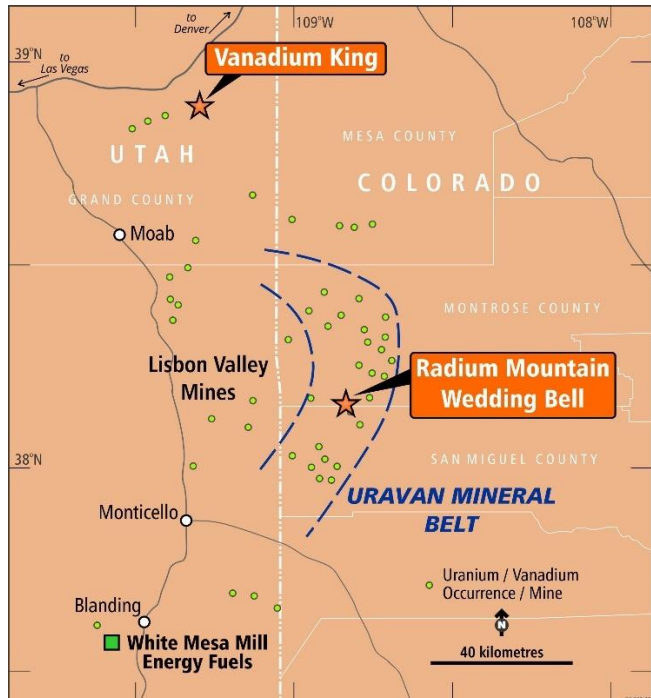 to
Denver
109°W
108°W
39°N
to
Las Vegas
Vanadium King
MESA COUNTY
UTAH
COLORADO
GRAND COUNTY
Moab
MONTROSE COUNTY
Lisbon Valley
Mines
Radium Mountain
Wedding Bell
38°N
SAN MIGUEL COUNTY
URAVAN MINERAL
BELT
Monticello
Uranium / Vanadium
Occurrence / Mine
Blanding
N
White Mesa Mill
Energy Fuels
40 kilometres